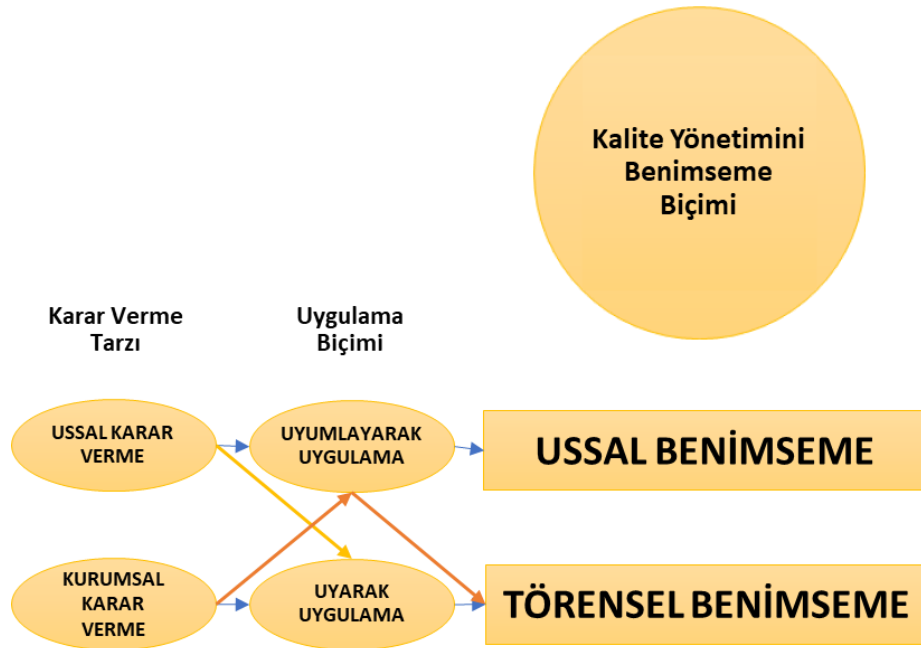 Kalite Yönetimini
Benimseme
Biçimi
Karar Verme
Tarzı
Uygulama
Biçimi
USSAL KARAR
VERME
UYUMLAYARAK
UYGULAMA
USSAL BENİMSEME
KURUMSAL
KARAR
VERME
UYARAK
UYGULAMA
TÖRENSEL BENİMSEME